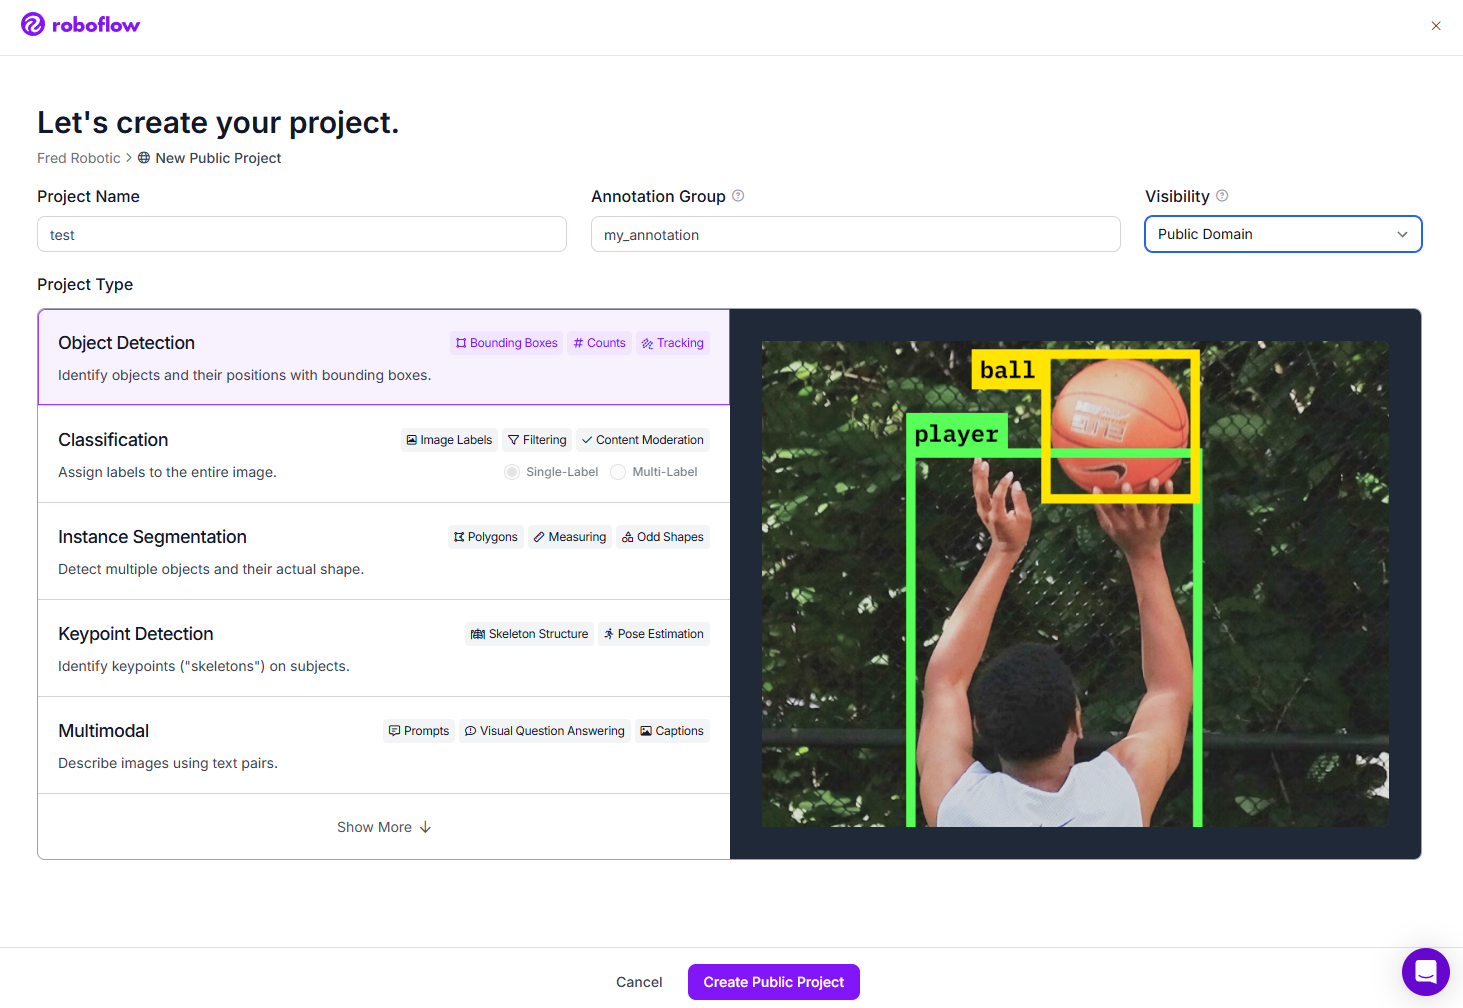 roboflow
Let's create your project.
Fred Robotic > New Public Project
Project Name
Annotation Group
Visibility
test
my_annotation
Public Domain
Project Type
Object Detection
Bounding Boxes
Counts
Tracking
Identify objects and their positions with bounding boxes.
Classification
Image Labels
Filtering
Content Moderation
Assign labels to the entire image.
Single-Label
Multi-Label
Instance Segmentation
Polygons
Measuring
Odd Shapes
Detect multiple objects and their actual shape.
Keypoint Detection
Skeleton Structure
Pose Estimation
Identify keypoints ("skeletons") on subjects.
Multimodal
Prompts
Visual Question Answering
Captions
Describe images using text pairs.
Show More
ball
player
Cancel
Create Public Project